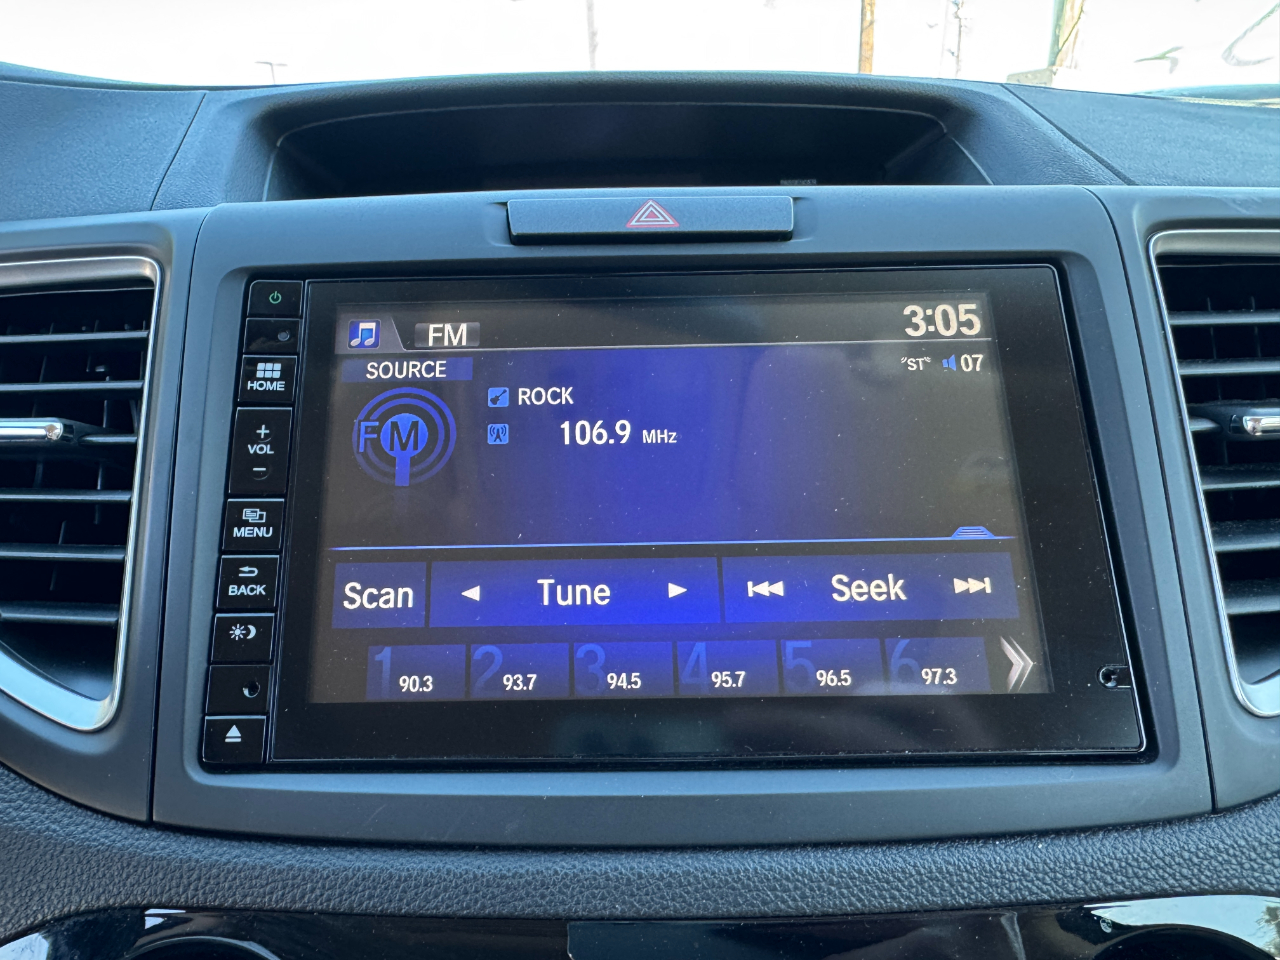 FM
3:05
SOURCE
"ST" 07
FM
ROCK
106.9 MHz
HOME
+
VOL
−
MENU
BACK
Scan
Tune
Seek
1 90.3
2 93.7
3 94.5
4 95.7
5 96.5
6 97.3